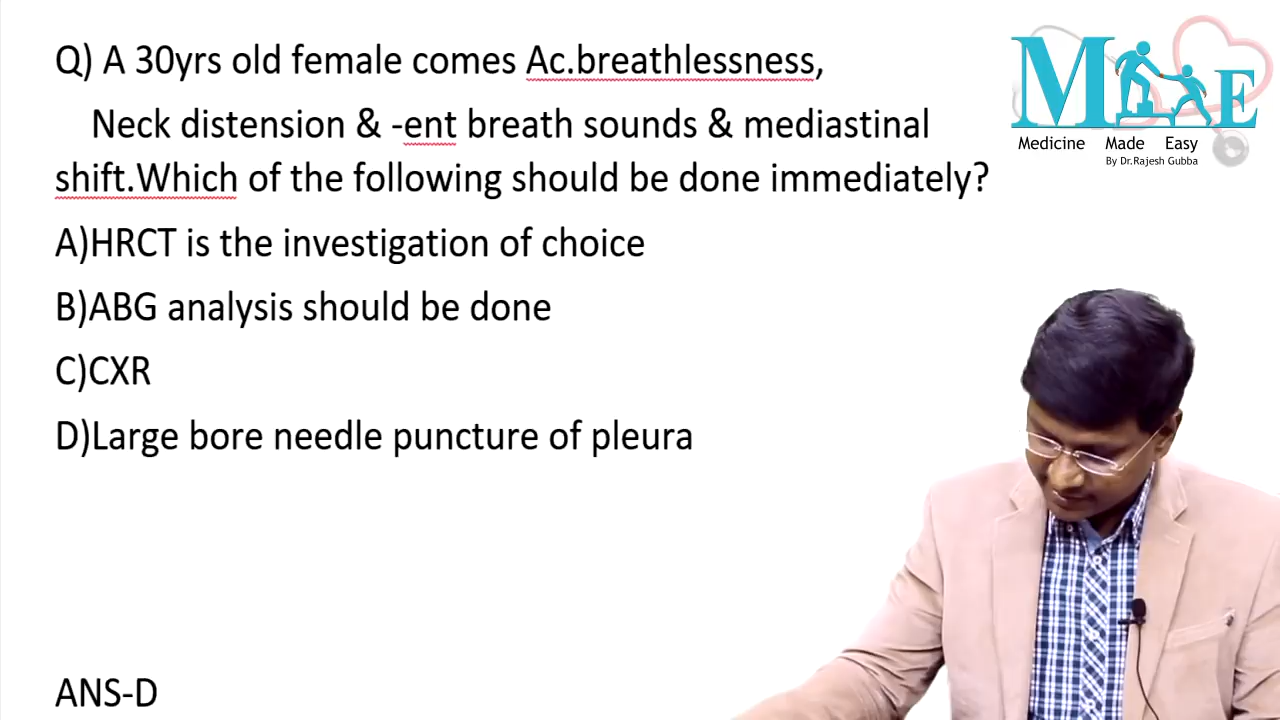 Q) A 30yrs old female comes Ac.breathlessness,
Neck distension & -ent breath sounds & mediastinal
shift.Which of the following should be done immediately?
A)HRCT is the investigation of choice
B)ABG analysis should be done
C)CXR
D)Large bore needle puncture of pleura
ANS-D
M E
Medicine Made Easy
By Dr.Rajesh Gubba